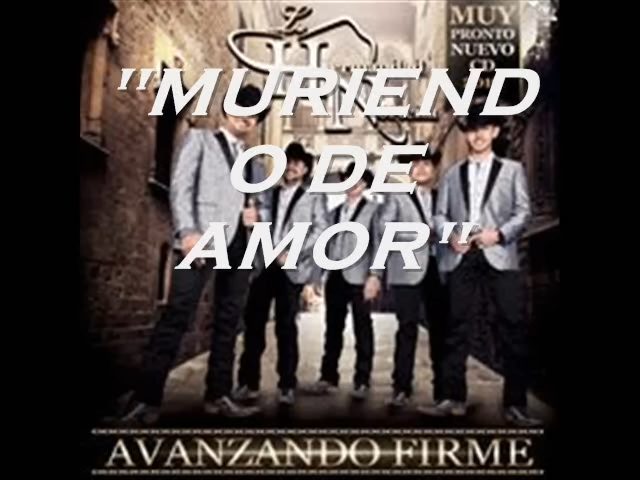 MUY
PRONTO
NUEVO
CD
"MURIEND
O DE
AMOR"
AVANZANDO FIRME